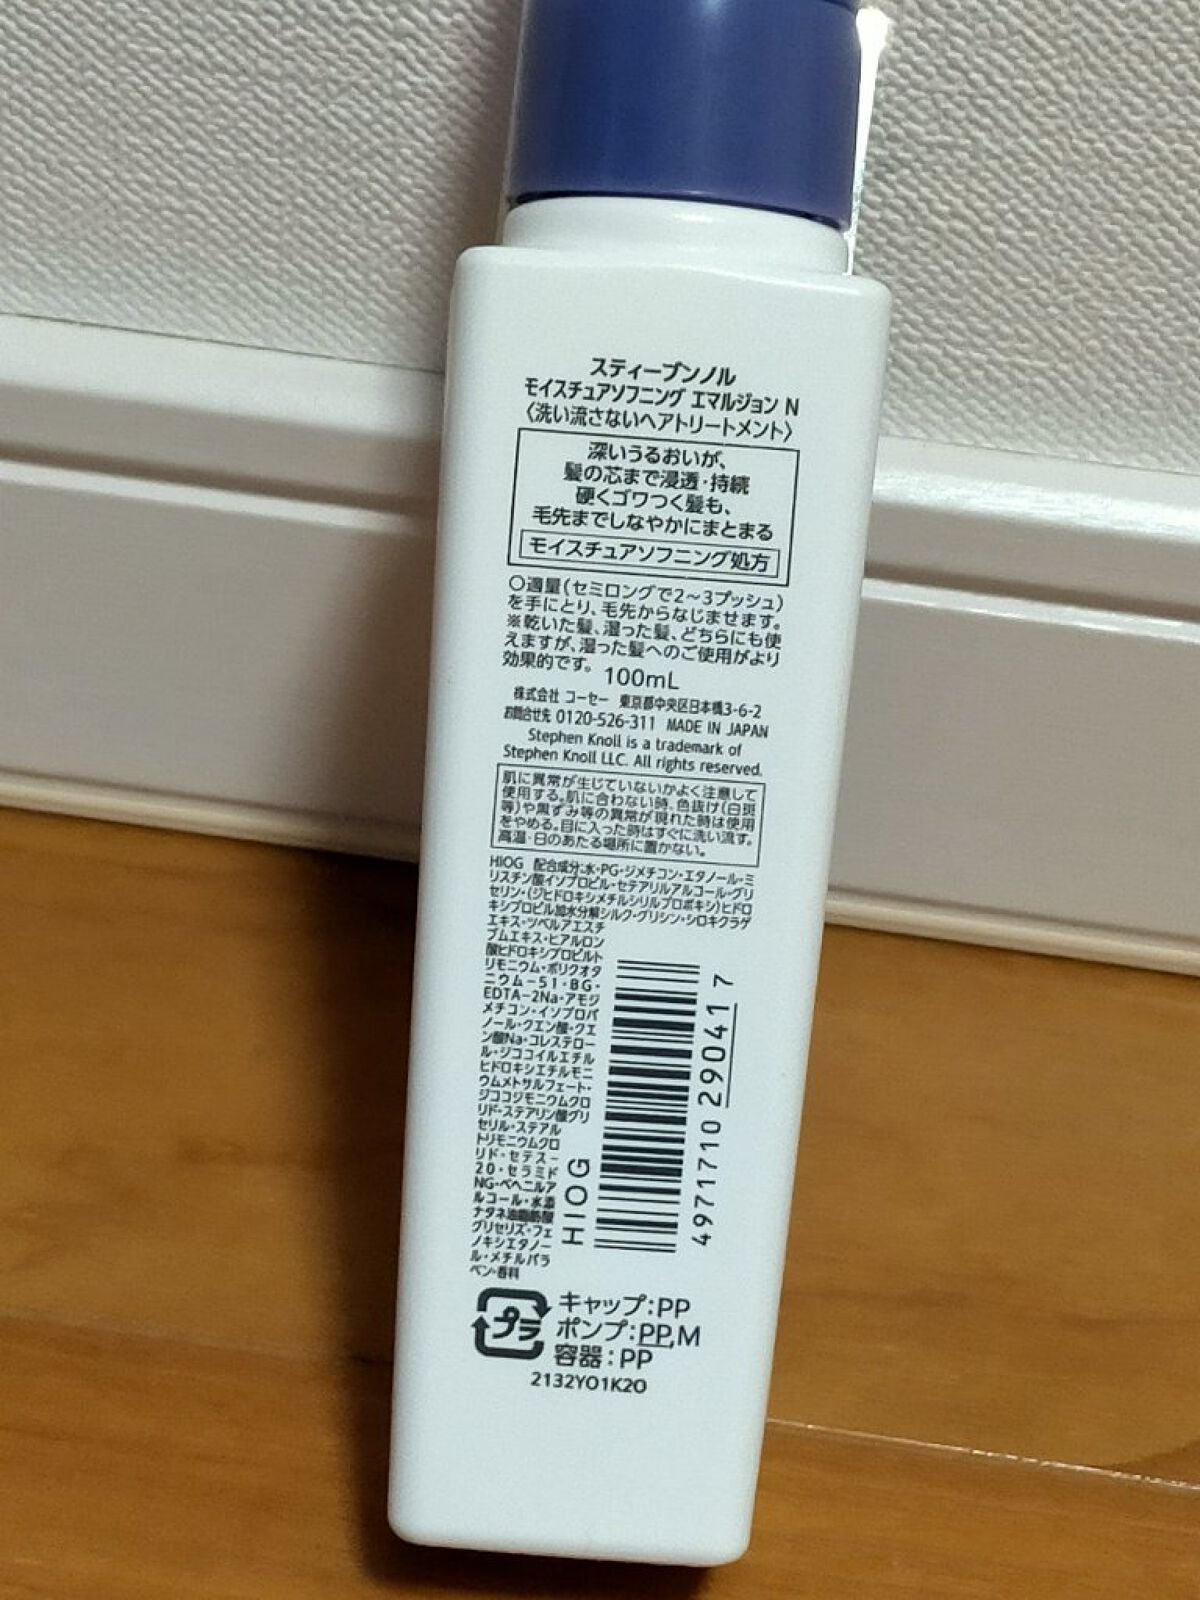 スティーブンノル
モイスチュアソフニング エマルジョン N
〈洗い流さないヘアトリートメント〉
深いうるおいが、
髪の芯まで浸透・持続
硬くゴワつく髪も、
毛先までしなやかにまとまる
モイスチュアソフニング処方
○適量(セミロングで2〜3プッシュ)
を手にとり、毛先からなじませます。
※乾いた髪、湿った髪、どちらにも使
えますが、湿った髪へのご使用がより
効果的です。 100mL
株式会社 コーセー 東京都中央区日本橋3-6-2
お問合せ先 0120-526-311 MADE IN JAPAN
Stephen Knoll is a trademark of
Stephen Knoll LLC. All rights reserved.
肌に異常が生じていないかよく注意して
使用する。肌に合わない時、色抜け(白斑
等)や黒ずみ等の異常が現れた時は使用
をやめる。目に入った時はすぐに洗い流す。
高温・日のあたる場所に置かない。
HIOG 配合成分:水・PG・ジメチコン・エタノール・ミ
リスチン酸イソプロピル・セテアリルアルコール・グリ
セリン・(ジヒドロキシメチルシリルプロポキシ)ヒドロ
キシプロピル加水分解シルク・グリシン・シロキクラゲ
エキス・ツベルアエスチ
ブムエキス・ヒアルロン
酸ヒドロキシプロピルト
リモニウム・ポリクオタ
ニウム-51・BG・
EDTA-2Na・アモジ
メチコン・イソプロパ
ノール・クエン酸・クエ
ン酸Na・コレステロー
ル・ジココイルエチル
ヒドロキシエチルモニ
ウムメトサルフェート・
ジココジモニウムクロ
リド・ステアリン酸グリ
セリル・ステアル
トリモニウムクロ
リド・セテス-
20・セラミド
NG・ベヘニルア
ルコール・水添
ナタネ油脂肪酸
グリセリズ・フェ
ノキシエタノー
ル・メチルパラ
ベン・香料
HIOG
4971710 290417
プラ
キャップ:PP
ポンプ:PP,M
容器:PP
2132YO1K20